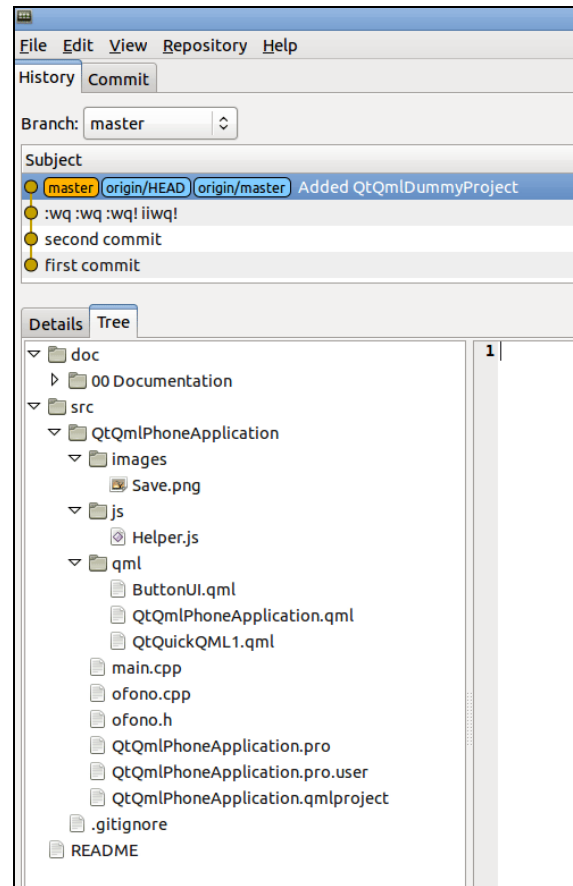 File Edit View Repository Help
History Commit
Branch: master
Subject
master origin/HEAD origin/master Added QtQmlDummyProject
:wq :wq :wq! iiwq!
second commit
first commit
Details Tree
doc
1
00 Documentation
src
QtQmlPhoneApplication
images
Save.png
js
Helper.js
qml
ButtonUI.qml
QtQmlPhoneApplication.qml
QtQuickQML1.qml
main.cpp
ofono.cpp
ofono.h
QtQmlPhoneApplication.pro
QtQmlPhoneApplication.pro.user
QtQmlPhoneApplication.qmlproject
.gitignore
README